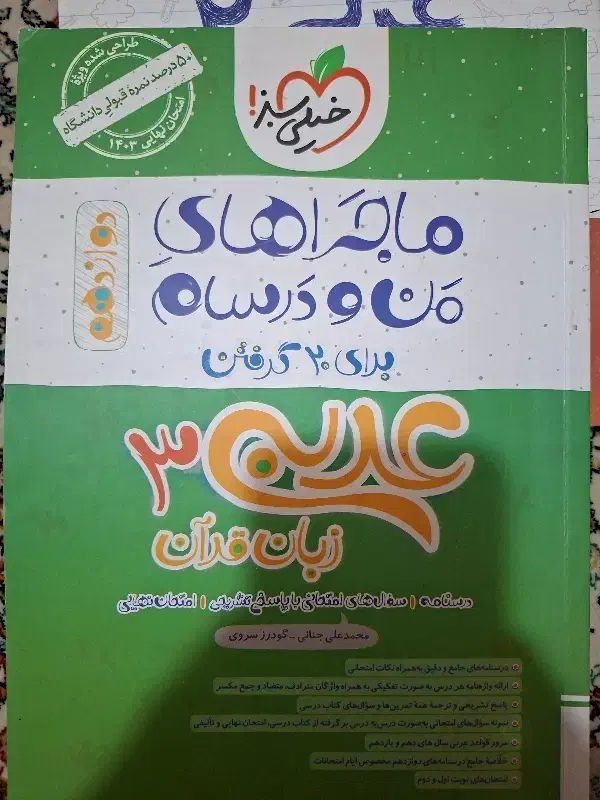 طراحی شده ویژهٔ
۵۰ درصد نمرهٔ قبولی دانشگاه
امتحان نهایی ۱۴۰۳
خیلی سبز!
ماجراهای
من و درسام
دوازدهم
برای ۲۰ گرفتن
عربی ۳
زبان قرآن
درسنامه | سؤال‌های امتحانی با پاسخ تشریحی | امتحان نهایی
محمدعلی جنانی - گودرز سروی
درسنامه‌های جامع و دقیق به همراه نکات امتحانی
ارائه واژه‌نامه هر درس به صورت تفکیکی به همراه واژگان مترادف، متضاد و جمع مکسر
پاسخ تشریحی و ترجمهٔ همهٔ تمرین‌ها و سؤال‌های کتاب درسی
نمونه سؤال‌های امتحانی به‌صورت درس‌به‌درس برگرفته از کتاب درسی، امتحان نهایی و تألیفی
مرور قواعد عربی سال های دهم و یازدهم
خلاصهٔ جامع درسنامه‌های دوازدهم مخصوص ایام امتحانات
امتحان‌های نوبت اول و دوم